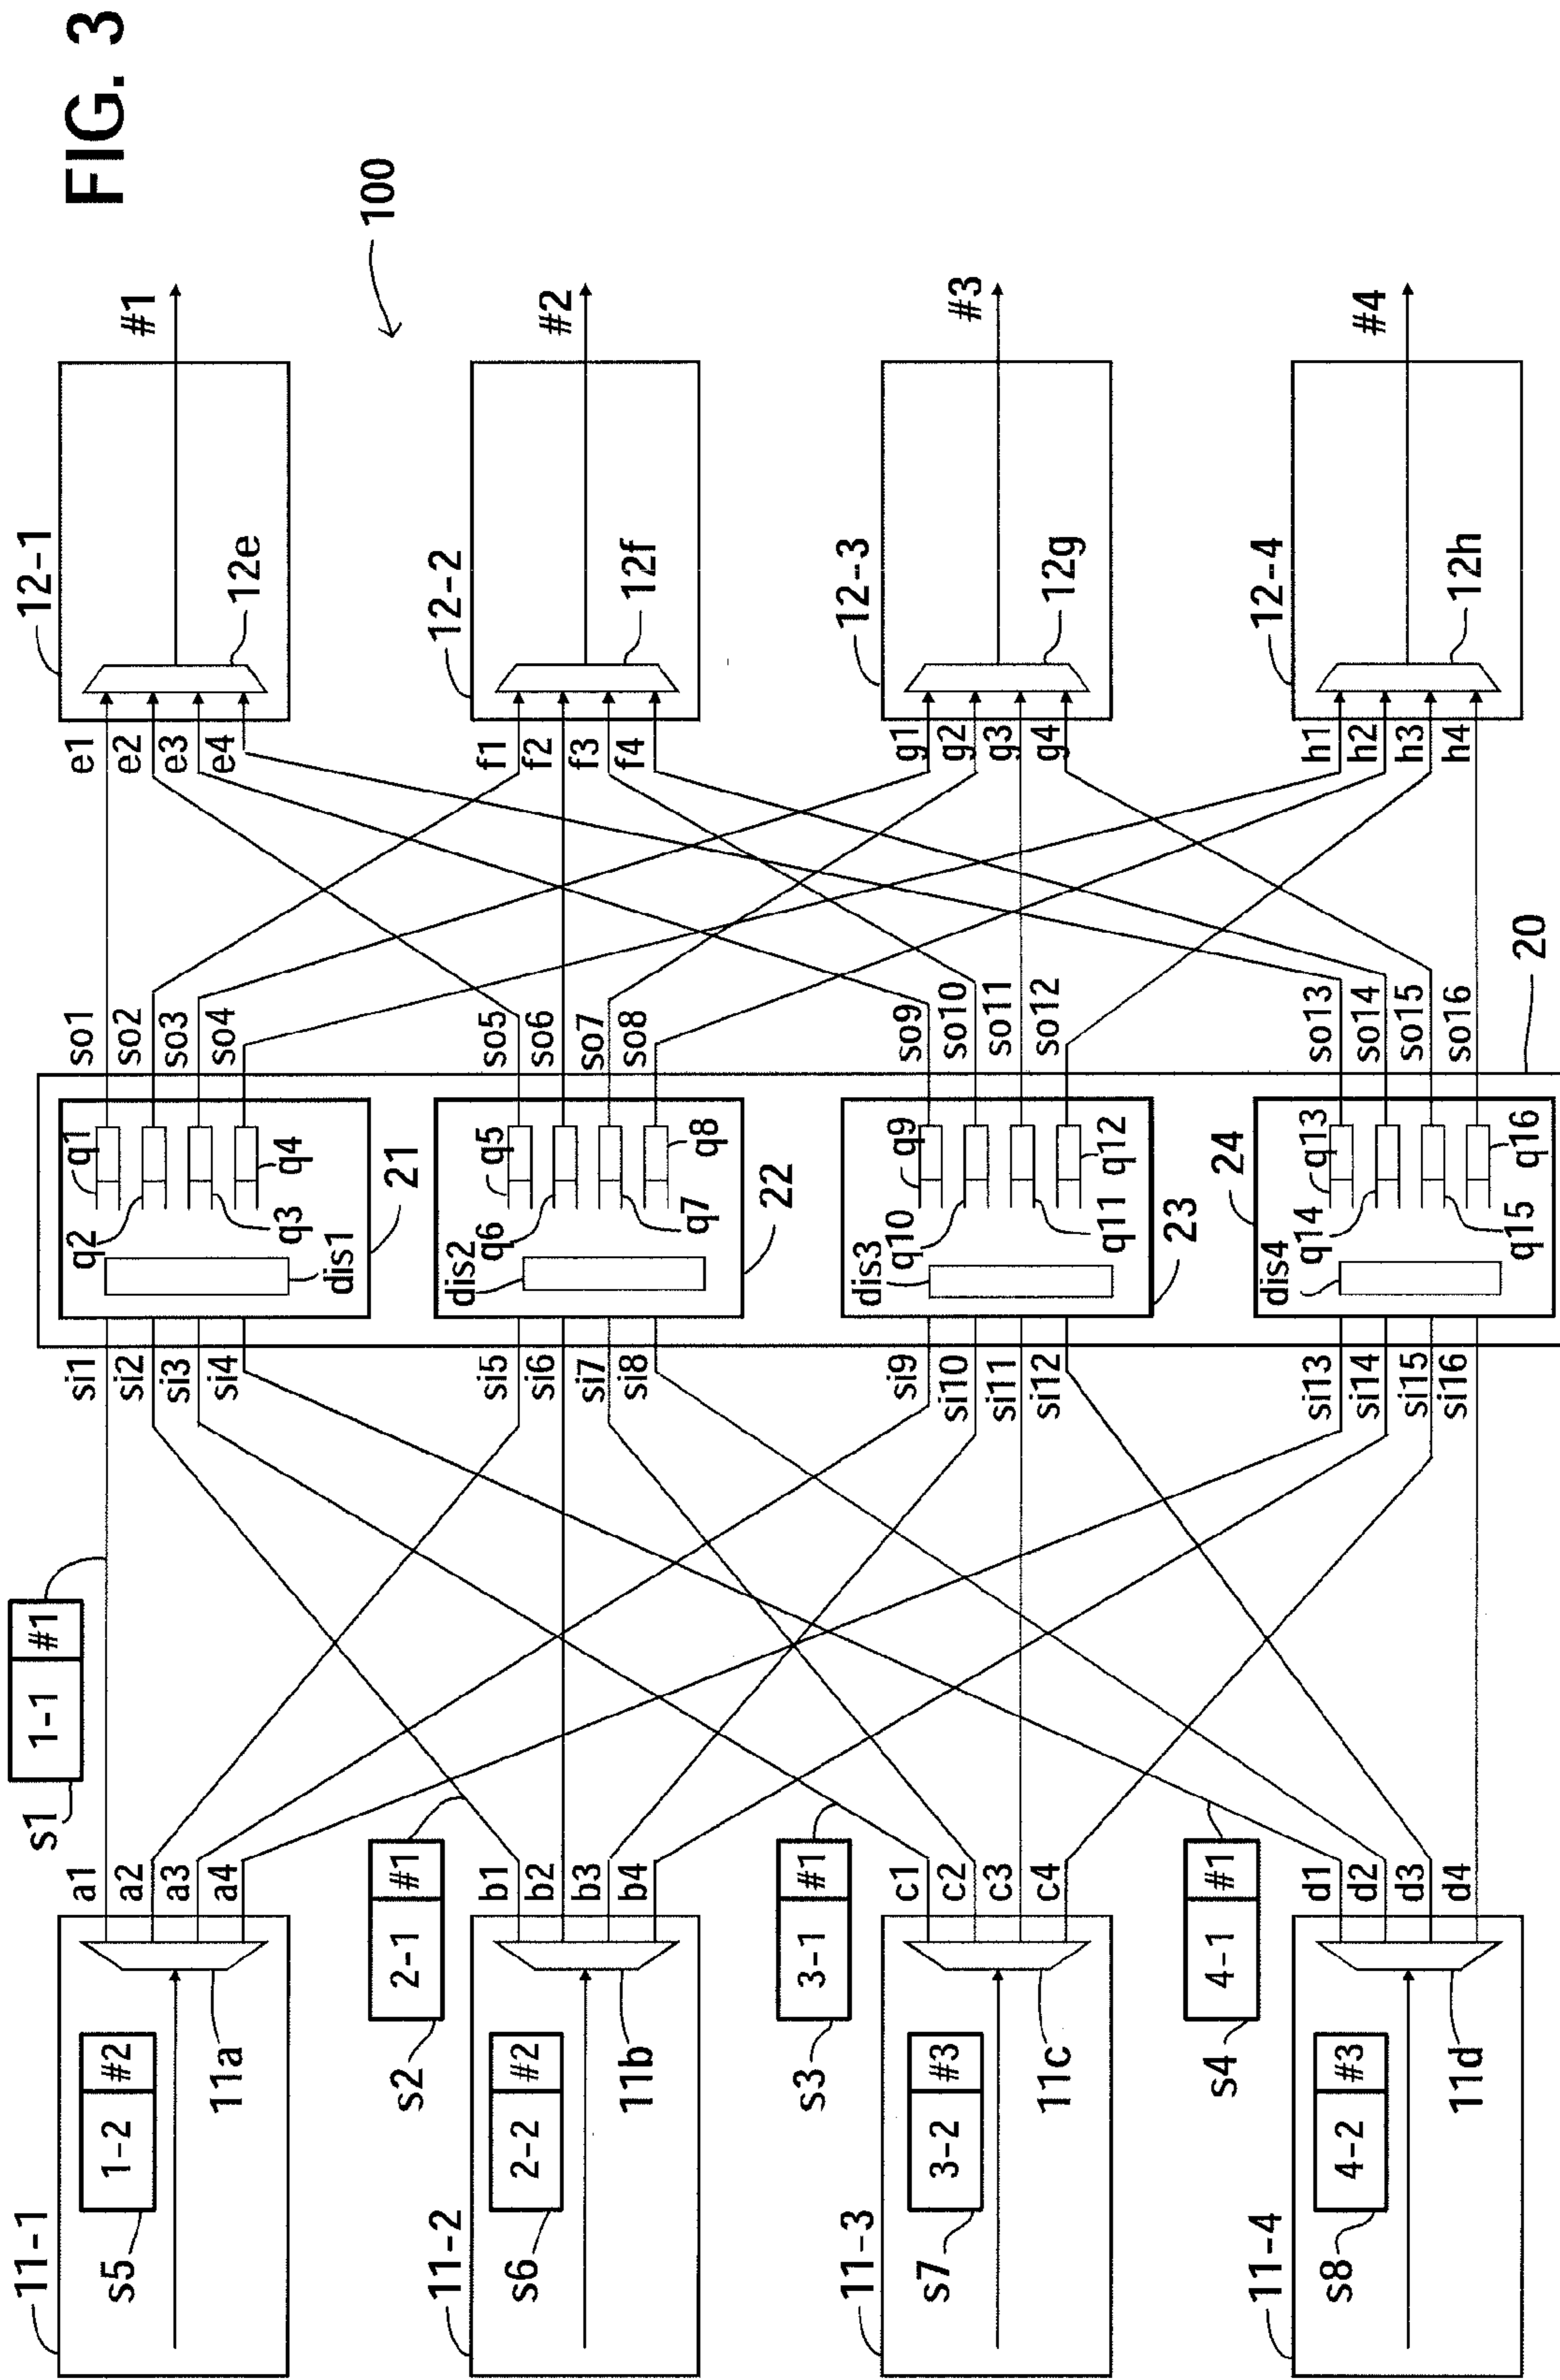 FIG. 3
100
11-1
s5
1-2 #2
11a
a1
a2
a3
a4
s1
1-1 #1
si1
si2
si3
si4
q1
q2
q3
q4
dis1
21
so1
so2
so3
so4
e1
e2
e3
e4
12-1
12e
#1
11-2
s6
2-2 #2
11b
s2
2-1 #1
b1
b2
b3
b4
si5
si6
si7
si8
dis2
q5
q6
q7
q8
22
so5
so6
so7
so8
f1
f2
f3
f4
12-2
12f
#2
11-3
s7
3-2 #3
11c
s3
3-1 #1
c1
c2
c3
c4
si9
si10
si11
si12
dis3
q9
q10
q11
q12
23
so9
so10
so11
so12
g1
g2
g3
g4
12-3
12g
#3
11-4
s8
4-2 #3
11d
s4
4-1 #1
d1
d2
d3
d4
si13
si14
si15
si16
dis4
24
q13
q14
q15
q16
so13
so14
so15
so16
20
h1
h2
h3
h4
12-4
12h
#4